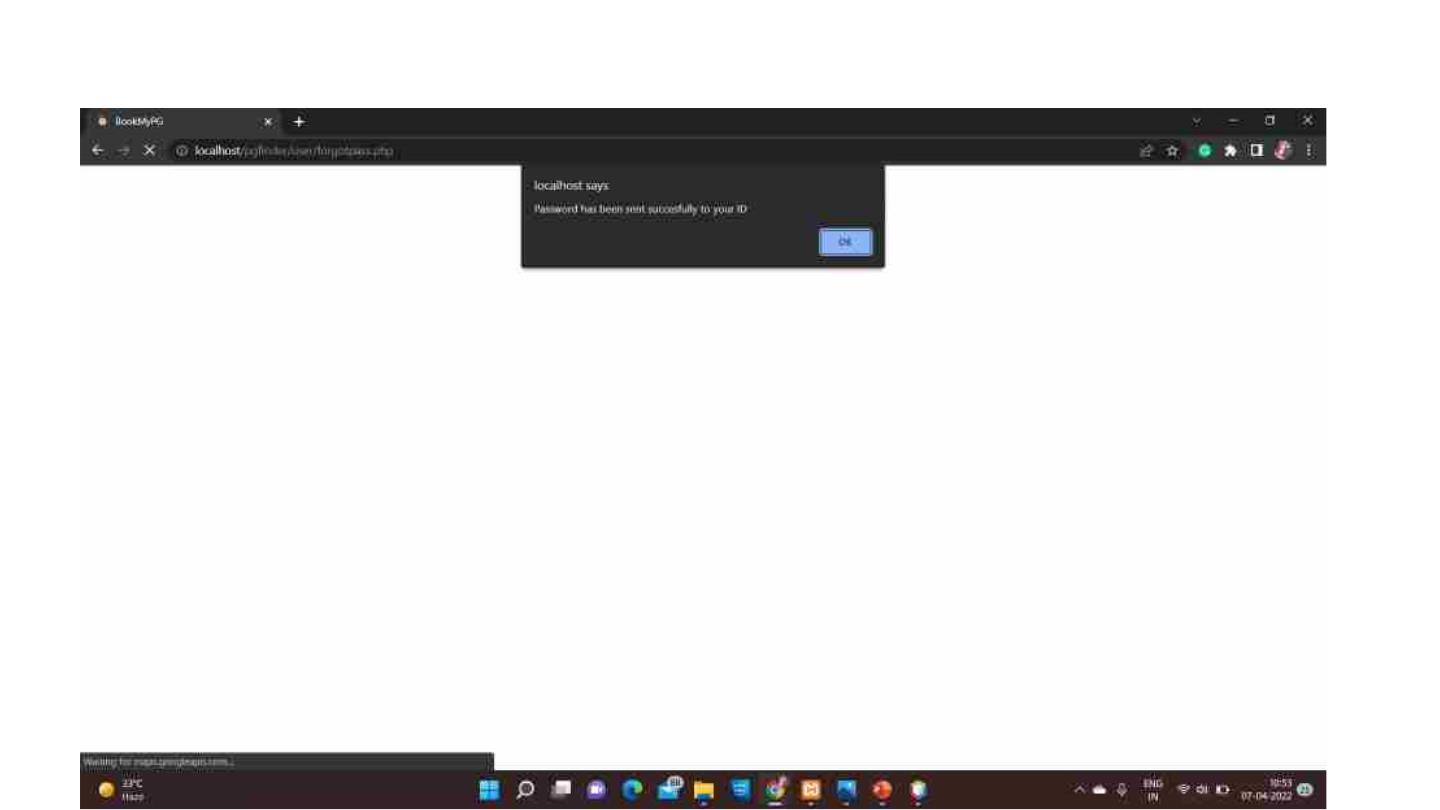 BookMyPG
localhost/pgfinder/user/forgotpass.php
localhost says
Password has been sent succesfully to your ID
OK
Waiting for maps.googleapis.com...
33°C
Haze
ENG
IN
10:53
07-04-2022